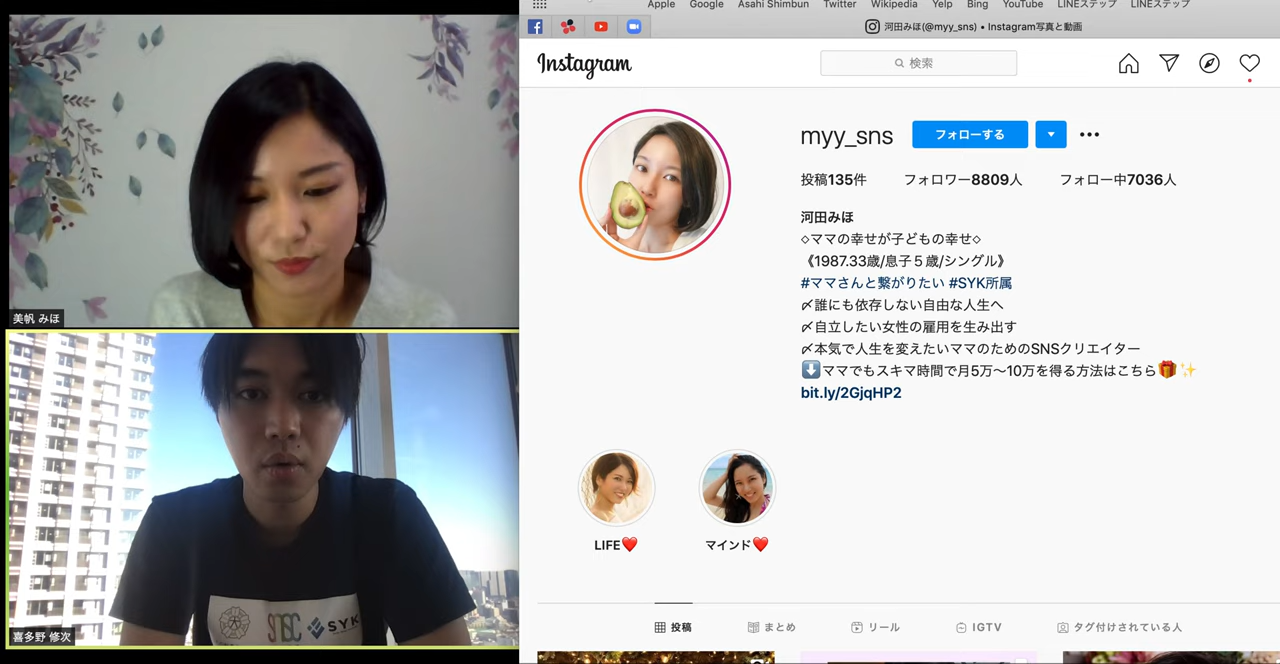 Apple Google Asahi Shimbun Twitter Wikipedia Yelp Bing YouTube LINEステップ LINEステップ
河田みほ(@myy_sns) • Instagram写真と動画
Instagram
検索
myy_sns フォローする
投稿135件 フォロワー8809人 フォロー中7036人
河田みほ
◇ママの幸せが子どもの幸せ◇
《1987.33歳/息子５歳/シングル》
#ママさんと繋がりたい #SYK所属
〆誰にも依存しない自由な人生へ
〆自立したい女性の雇用を生み出す
〆本気で人生を変えたいママのためのSNSクリエイター
⬇️ママでもスキマ時間で月5万〜10万を得る方法はこちら🎁✨
bit.ly/2GjqHP2
LIFE❤️ マインド❤️
投稿 まとめ リール IGTV タグ付けされている人
美帆 みほ
SNSC SYK
喜多野 修次